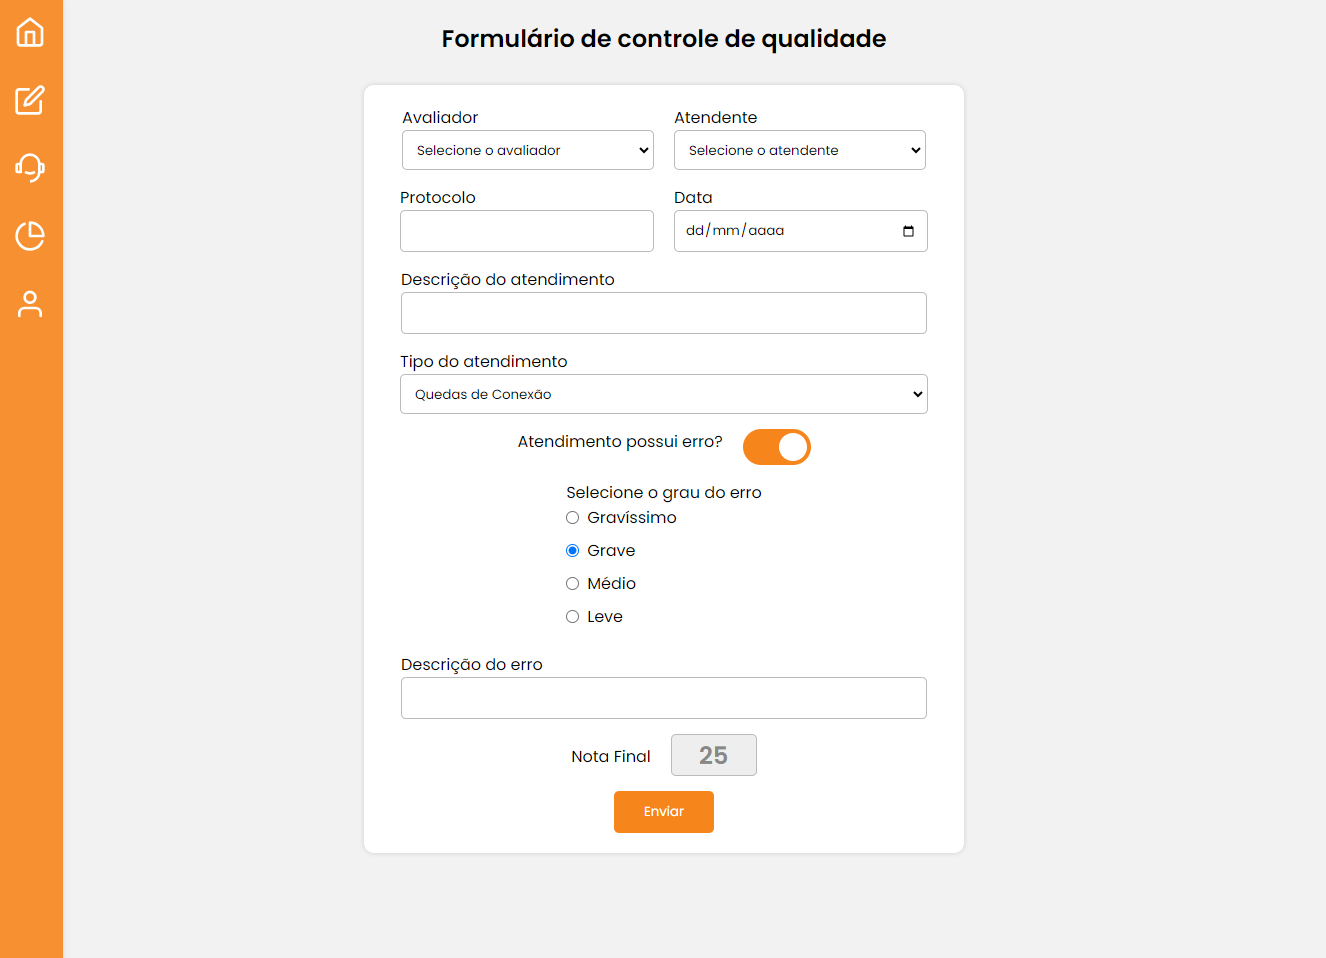 Formulário de controle de qualidade
Avaliador
Atendente
Selecione o avaliador
Selecione o atendente
Protocolo
Data
dd/mm/aaaa
Descrição do atendimento
Tipo do atendimento
Quedas de Conexão
Atendimento possui erro?
Selecione o grau do erro
Gravíssimo
Grave
Médio
Leve
Descrição do erro
Nota Final
25
Enviar